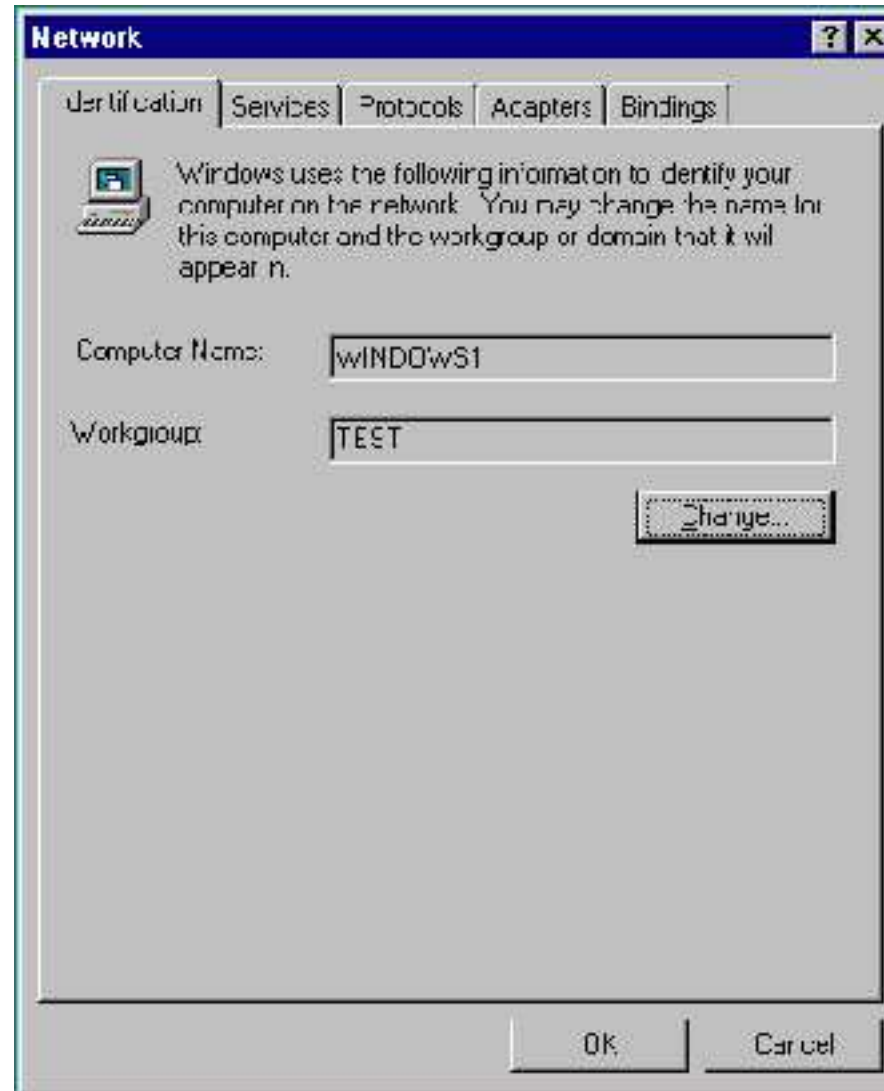 Network
Identification Services Protocols Adapters Bindings
Windows uses the following information to identify your
computer on the network. You may change the name for
this computer and the workgroup or domain that it will
appear in.
Computer Name: WINDOWS1
Workgroup: TEST
Change...
OK Cancel